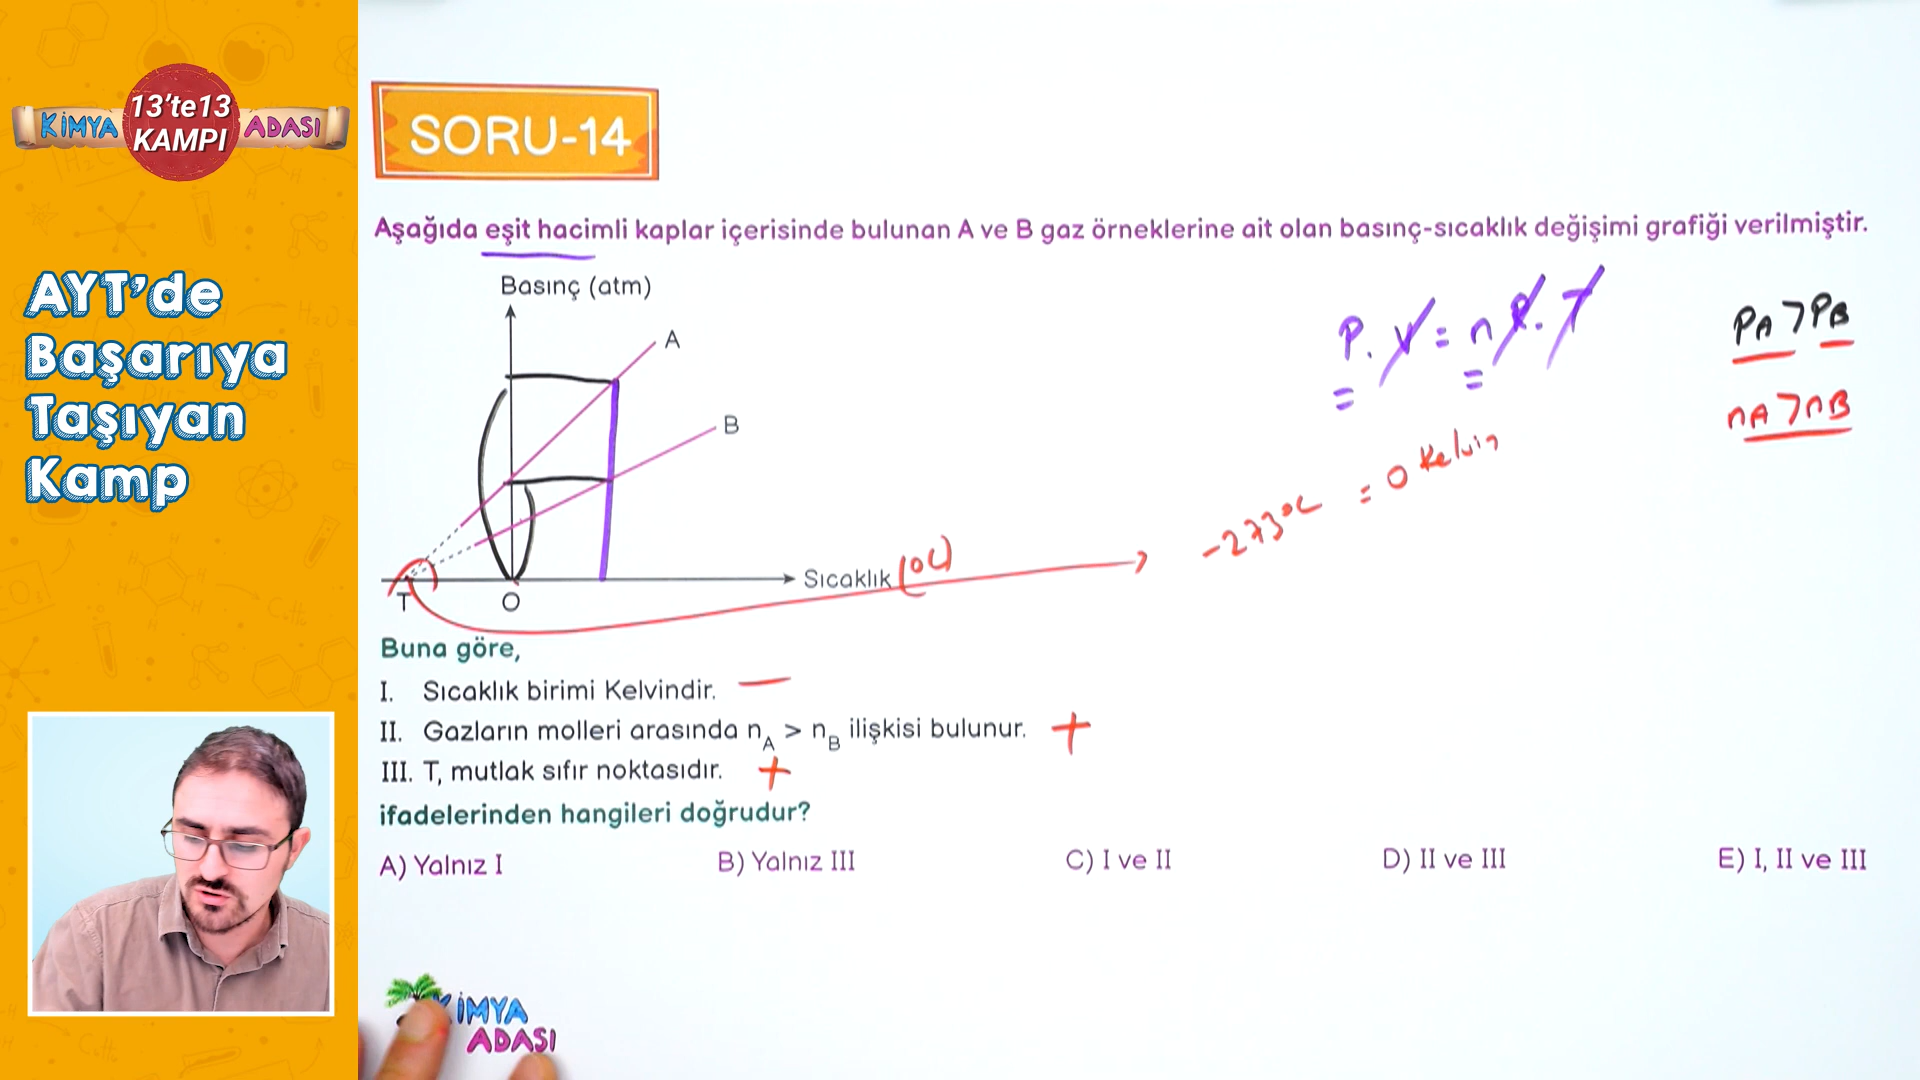 KİMYA ADASI
13'te13
KAMPI
AYT'de
Başarıya
Taşıyan
Kamp
SORU-14
Aşağıda eşit hacimli kaplar içerisinde bulunan A ve B gaz örneklerine ait olan basınç-sıcaklık değişimi grafiği verilmiştir.
Basınç (atm)
A
B
Sıcaklık (°C)
T
O
P.V=nR.T
PA>PB
nA>nB
-273°C = 0 Kelvin
Buna göre,
I. Sıcaklık birimi Kelvindir. −
II. Gazların molleri arasında nA > nB ilişkisi bulunur. +
III. T, mutlak sıfır noktasıdır. +
ifadelerinden hangileri doğrudur?
A) Yalnız I B) Yalnız III C) I ve II D) II ve III E) I, II ve III
KİMYA
ADASI